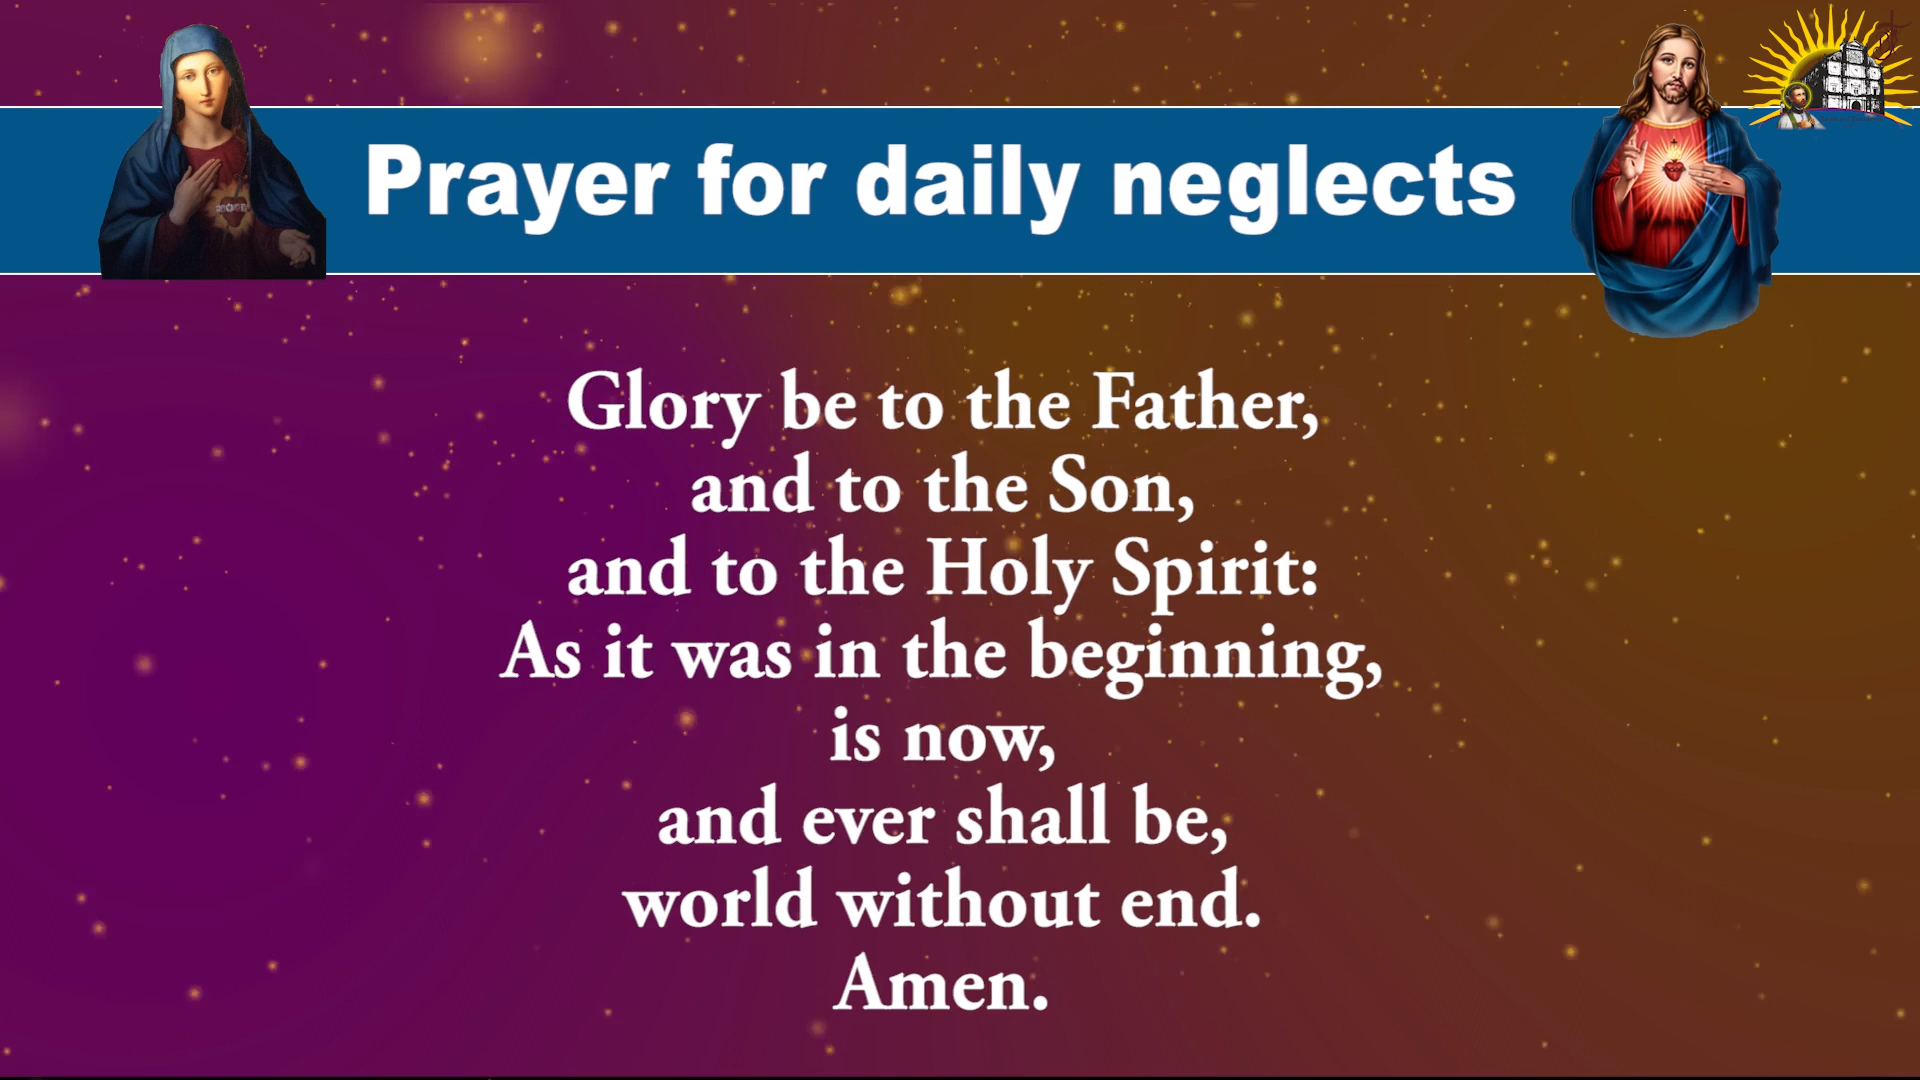 Prayer for daily neglects
Glory be to the Father,
and to the Son,
and to the Holy Spirit:
As it was in the beginning,
is now,
and ever shall be,
world without end.
Amen.